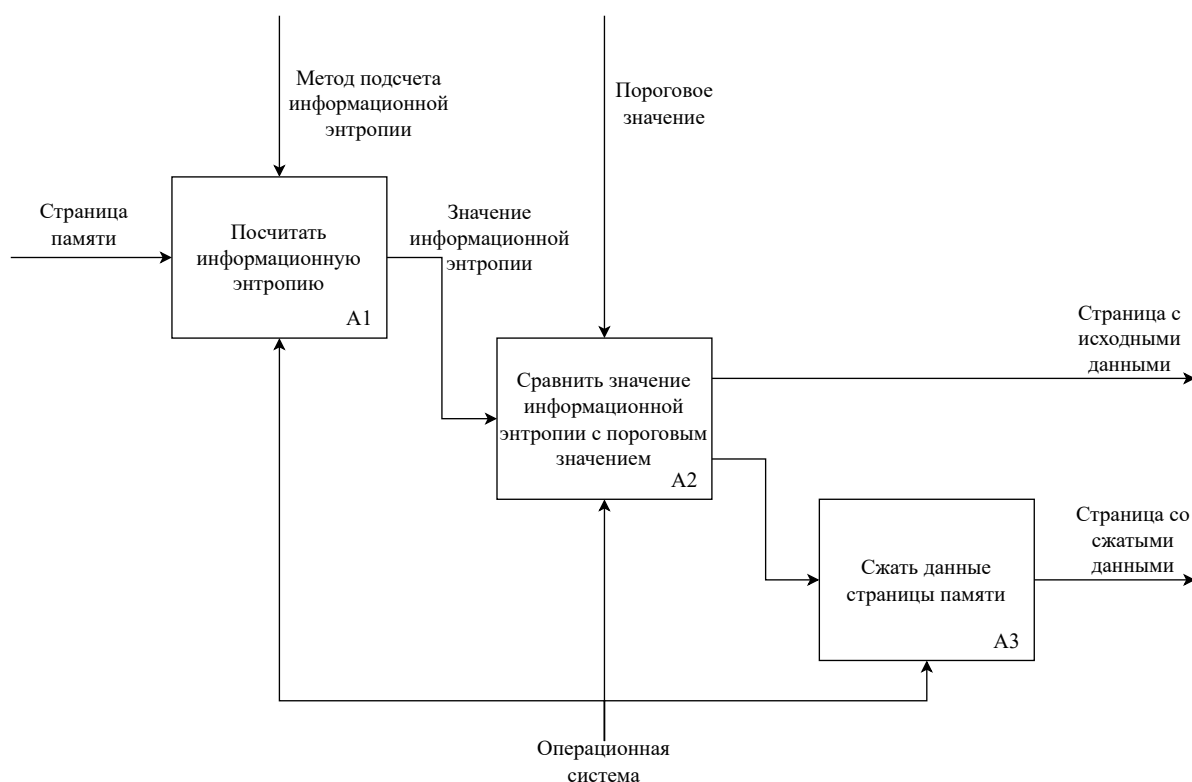 Метод подсчета
информационной
энтропии
Пороговое
значение
Страница
памяти
Посчитать
информационную
энтропию
A1
Значение
информационной
энтропии
Сравнить значение
информационной
энтропии с пороговым
значением
A2
Страница с
исходными
данными
Сжать данные
страницы памяти
A3
Страница со
сжатыми
данными
Операционная
система